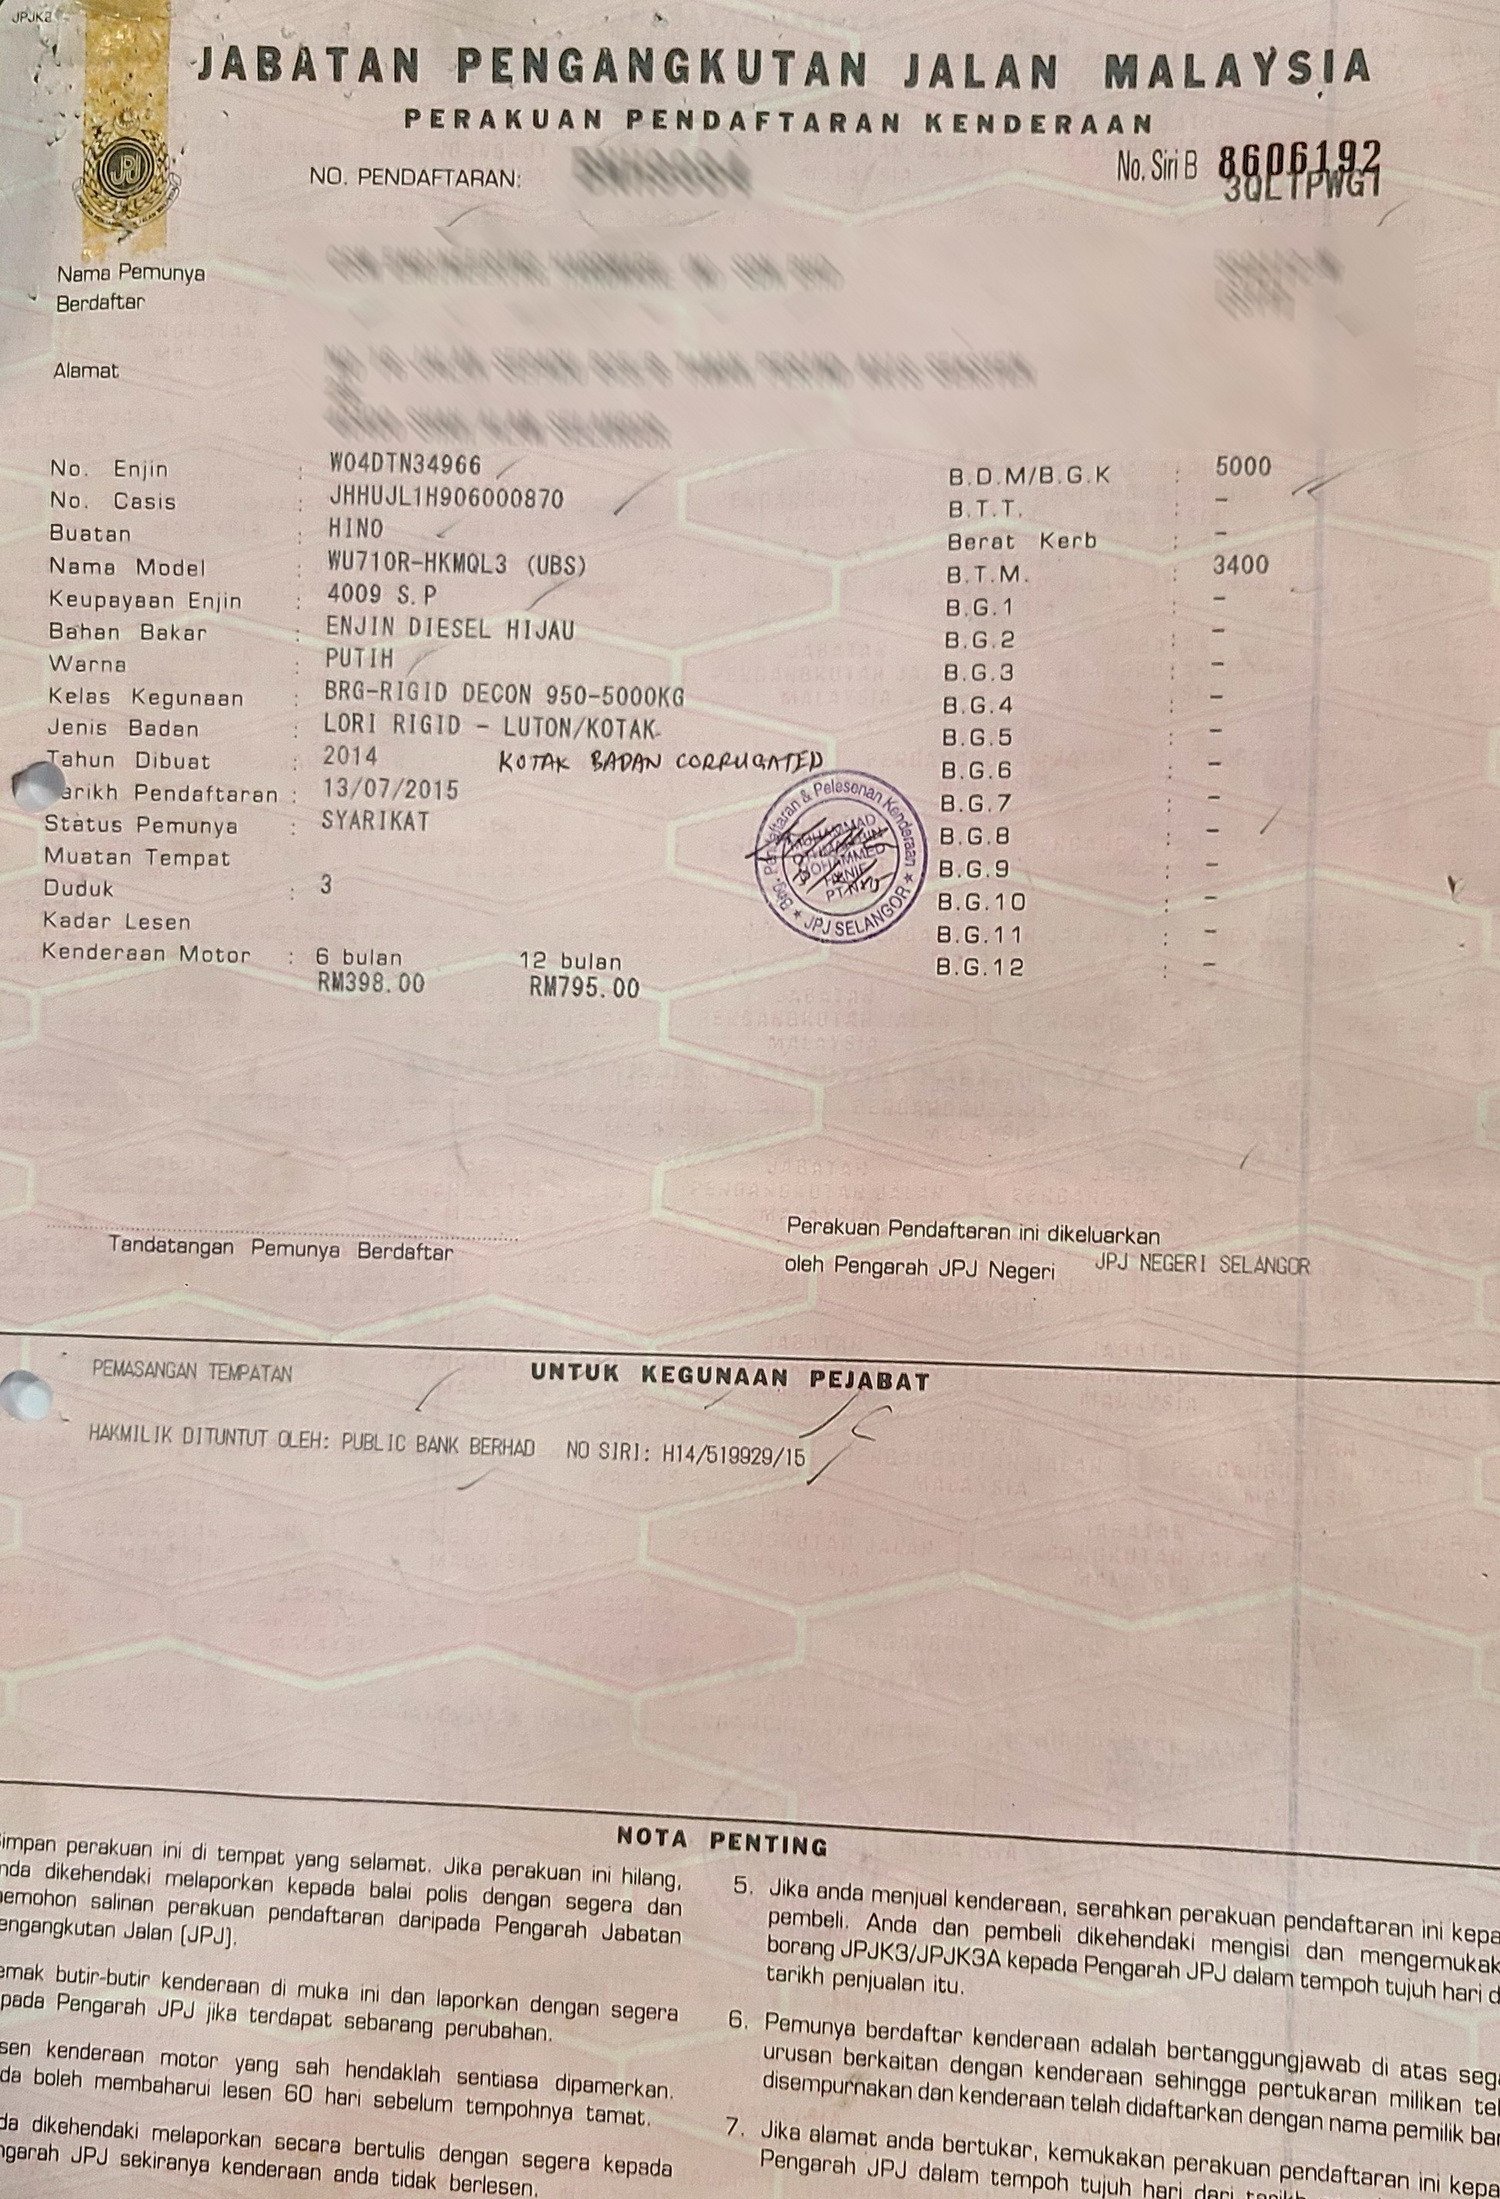 JPJK2
JABATAN PENGANGKUTAN JALAN MALAYSIA
PERAKUAN PENDAFTARAN KENDERAAN
NO. PENDAFTARAN:
No. Siri B 8606192
3QLTPWG1
Nama Pemunya
Berdaftar
Alamat
No. Enjin : W04DTN34966
No. Casis : JHHUJL1H906000870
Buatan : HINO
Nama Model : WU710R-HKMQL3 (UBS)
Keupayaan Enjin : 4009 S.P
Bahan Bakar : ENJIN DIESEL HIJAU
Warna : PUTIH
Kelas Kegunaan : BRG-RIGID DECON 950-5000KG
Jenis Badan : LORI RIGID - LUTON/KOTAK
Tahun Dibuat : 2014 KOTAK BADAN CORRUGATED
arikh Pendaftaran : 13/07/2015
Status Pemunya : SYARIKAT
Muatan Tempat
Duduk : 3
Kadar Lesen
Kenderaan Motor : 6 bulan 12 bulan
RM398.00 RM795.00
B.D.M/B.G.K : 5000
B.T.T. : -
Berat Kerb : -
B.T.M. : 3400
B.G.1 : -
B.G.2 : -
B.G.3 : -
B.G.4 : -
B.G.5 : -
B.G.6 : -
B.G.7 : -
B.G.8 : -
B.G.9 : -
B.G.10 : -
B.G.11 : -
B.G.12 : -
JPJ SELANGOR
Tandatangan Pemunya Berdaftar
Perakuan Pendaftaran ini dikeluarkan
oleh Pengarah JPJ Negeri JPJ NEGERI SELANGOR
PEMASANGAN TEMPATAN
UNTUK KEGUNAAN PEJABAT
HAKMILIK DITUNTUT OLEH: PUBLIC BANK BERHAD NO SIRI: H14/519929/15
NOTA PENTING
impan perakuan ini di tempat yang selamat. Jika perakuan ini hilang,
nda dikehendaki melaporkan kepada balai polis dengan segera dan
emohon salinan perakuan pendaftaran daripada Pengarah Jabatan
engangkutan Jalan (JPJ).
emak butir-butir kenderaan di muka ini dan laporkan dengan segera
pada Pengarah JPJ jika terdapat sebarang perubahan.
sen kenderaan motor yang sah hendaklah sentiasa dipamerkan.
da boleh membaharui lesen 60 hari sebelum tempohnya tamat.
da dikehendaki melaporkan secara bertulis dengan segera kepada
ngarah JPJ sekiranya kenderaan anda tidak berlesen.
5. Jika anda menjual kenderaan, serahkan perakuan pendaftaran ini kepa
pembeli. Anda dan pembeli dikehendaki mengisi dan mengemukak
borang JPJK3/JPJK3A kepada Pengarah JPJ dalam tempoh tujuh hari d
tarikh penjualan itu.
6. Pemunya berdaftar kenderaan adalah bertanggungjawab di atas seg
urusan berkaitan dengan kenderaan sehingga pertukaran milikan tel
disempurnakan dan kenderaan telah didaftarkan dengan nama pemilik bar
7. Jika alamat anda bertukar, kemukakan perakuan pendaftaran ini kepa
Pengarah JPJ dalam tempoh tujuh hari dari